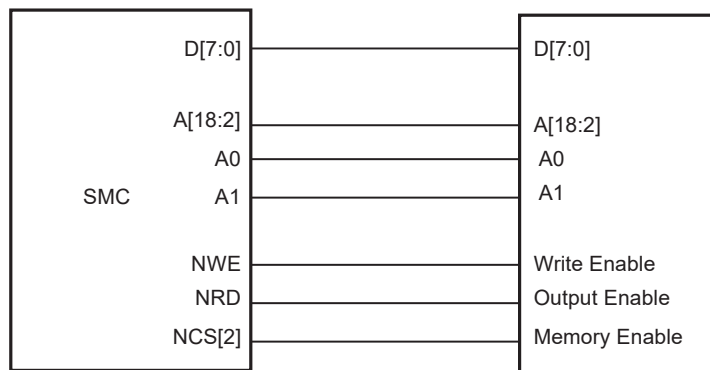 D[7:0] D[7:0]
A[18:2] A[18:2]
A0 A0
SMC A1 A1
NWE Write Enable
NRD Output Enable
NCS[2] Memory Enable